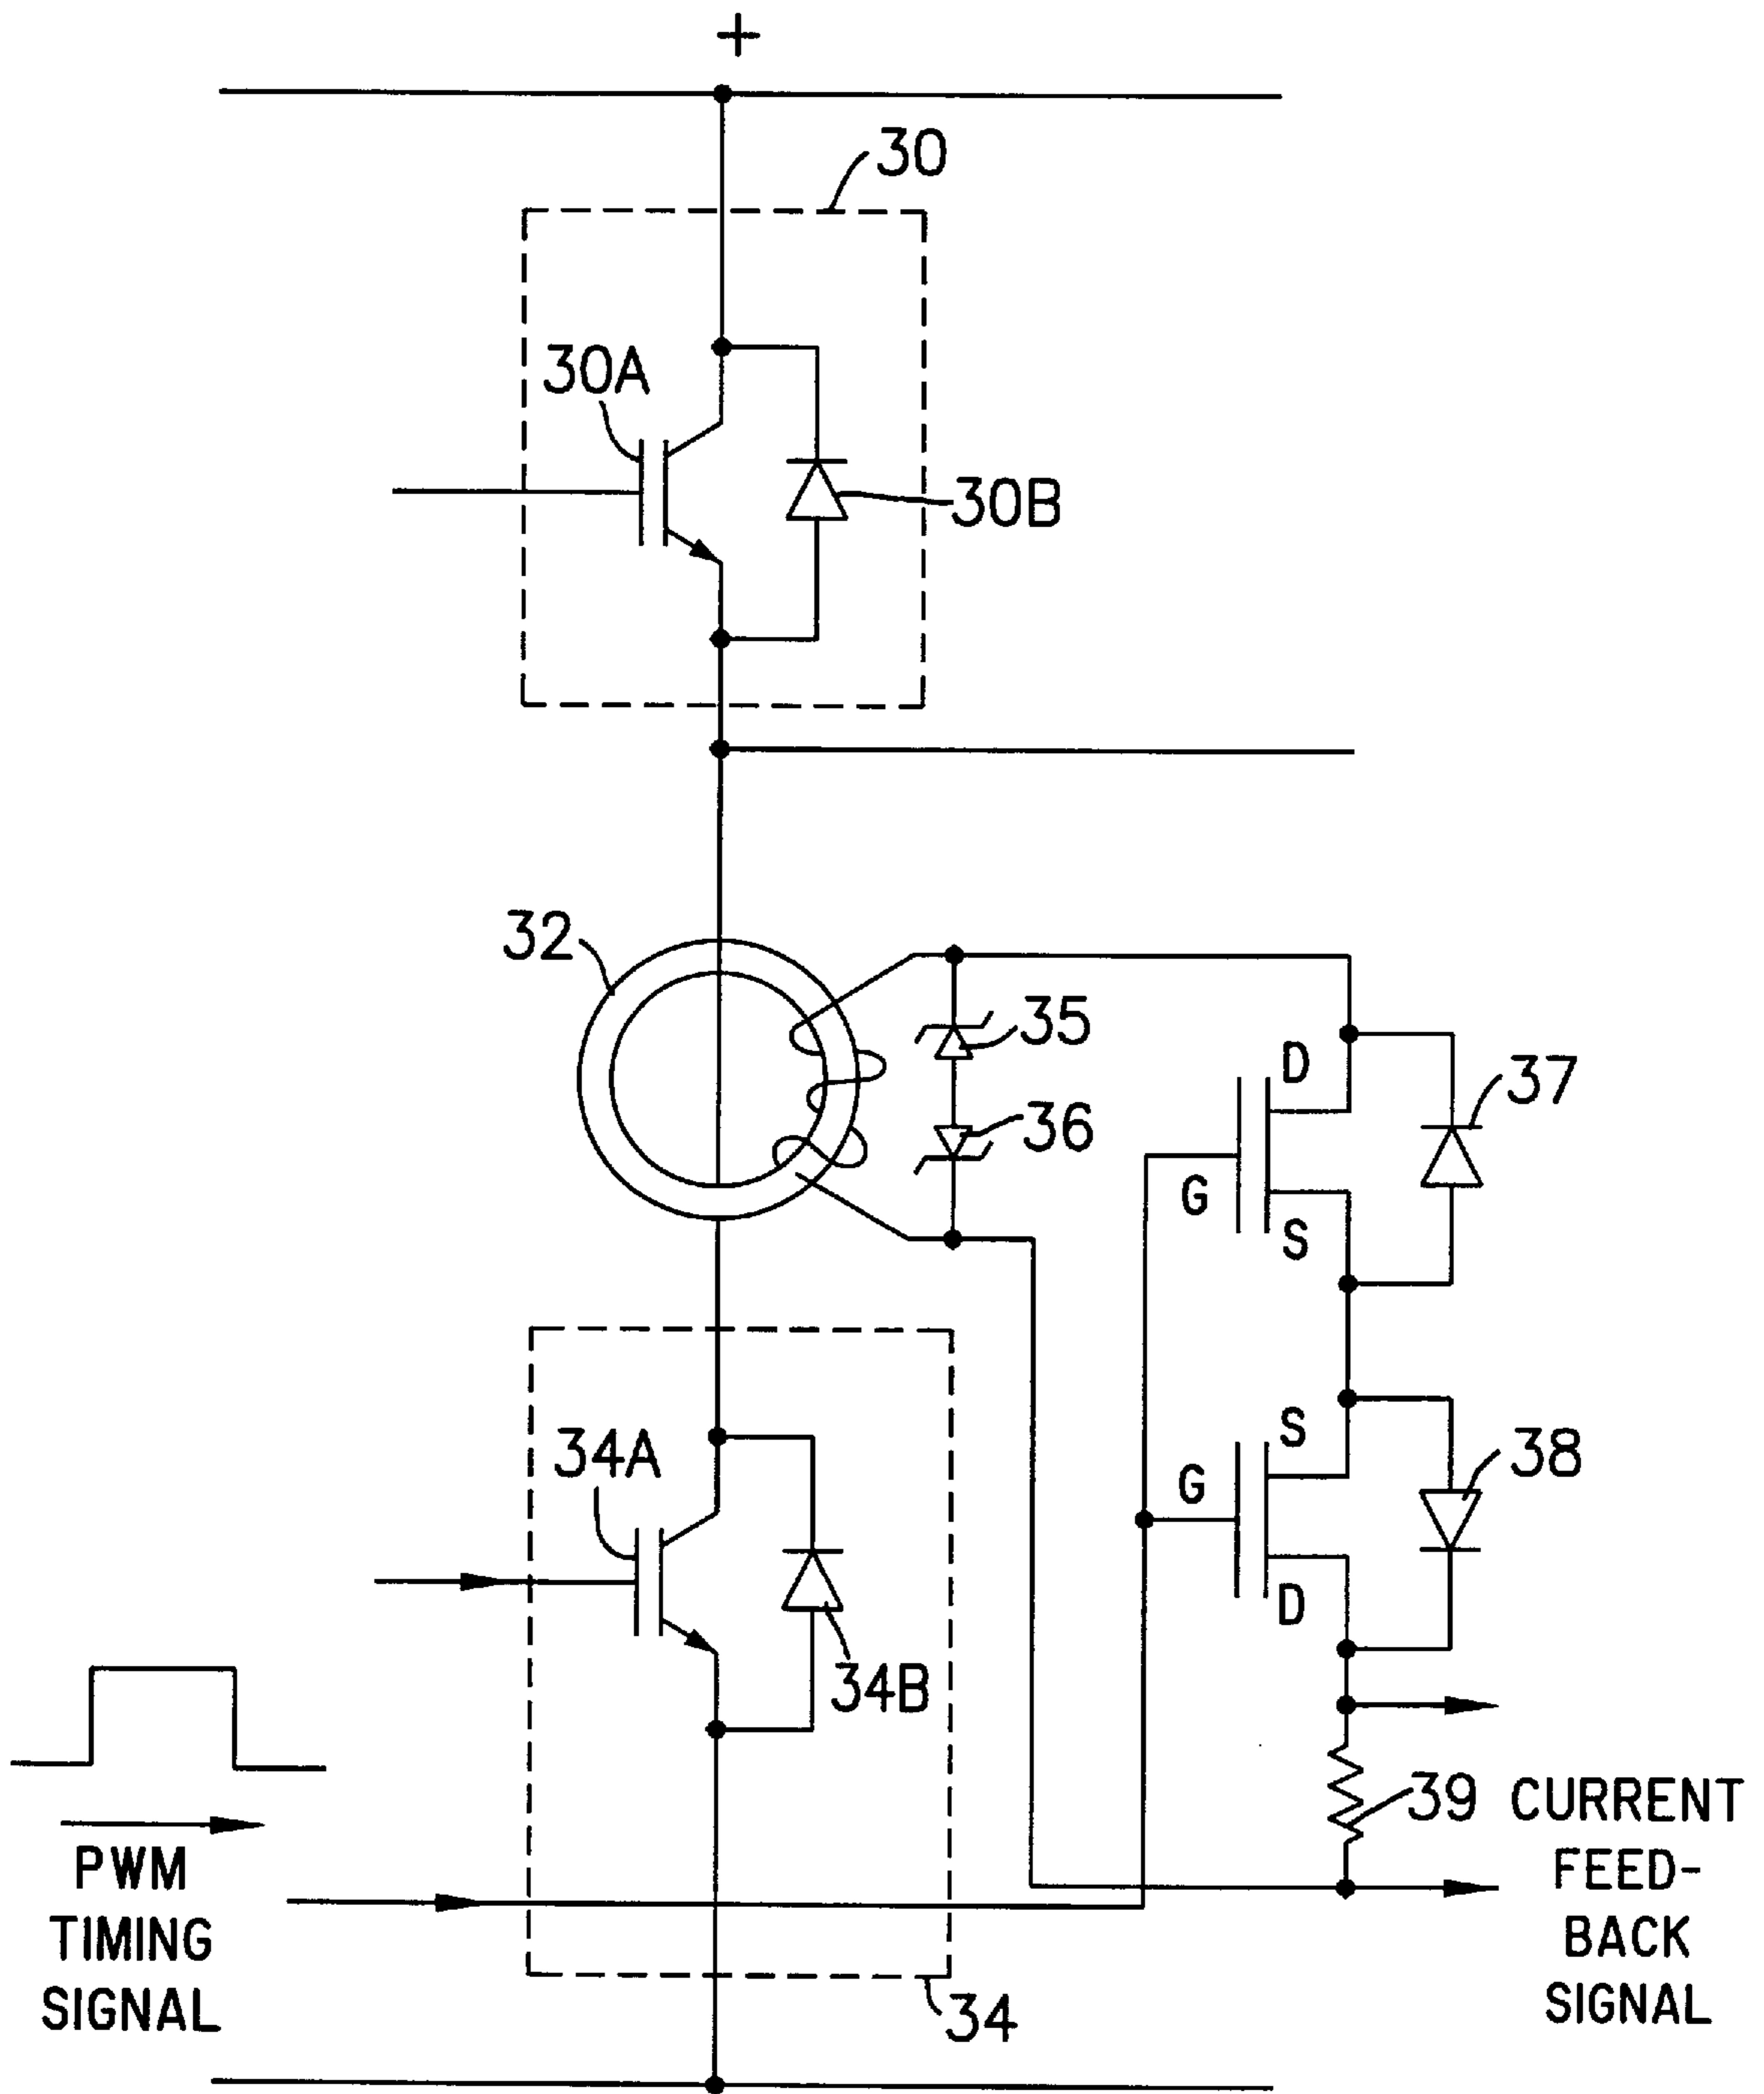 +
30
30A
30B
32
35
D
37
36
G
S
S
34A
G
38
D
34B
39 CURRENT
PWM
FEED-
TIMING
BACK
SIGNAL
SIGNAL
34